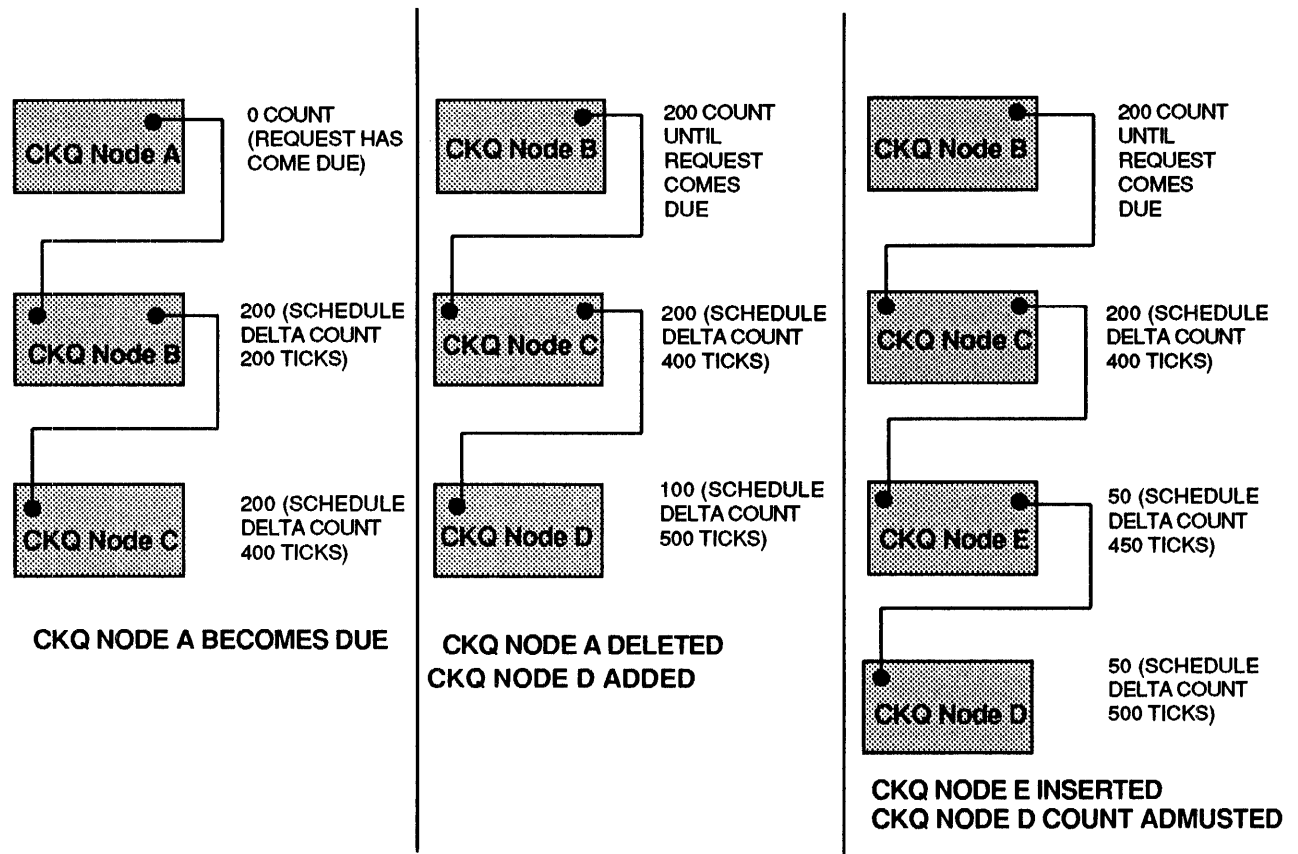 CKQ Node A
0 COUNT
(REQUEST HAS
COME DUE)
CKQ Node B
200 (SCHEDULE
DELTA COUNT
200 TICKS)
CKQ Node C
200 (SCHEDULE
DELTA COUNT
400 TICKS)
CKQ NODE A BECOMES DUE
CKQ Node B
200 COUNT
UNTIL
REQUEST
COMES
DUE
CKQ Node C
200 (SCHEDULE
DELTA COUNT
400 TICKS)
CKQ Node D
100 (SCHEDULE
DELTA COUNT
500 TICKS)
CKQ NODE A DELETED
CKQ NODE D ADDED
CKQ Node B
200 COUNT
UNTIL
REQUEST
COMES
DUE
CKQ Node C
200 (SCHEDULE
DELTA COUNT
400 TICKS)
CKQ Node E
50 (SCHEDULE
DELTA COUNT
450 TICKS)
CKQ Node D
50 (SCHEDULE
DELTA COUNT
500 TICKS)
CKQ NODE E INSERTED
CKQ NODE D COUNT ADMUSTED